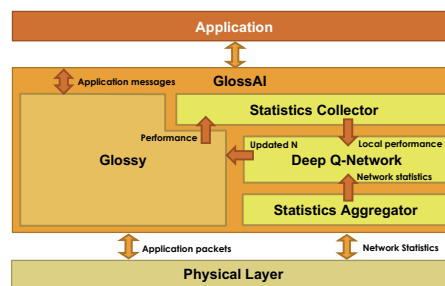 Application
GlossAI
Application messages
Statistics Collector
Performance
Updated N
Local performance
Glossy
Deep Q-Network
Network statistics
Statistics Aggregator
Application packets
Network Statistics
Physical Layer